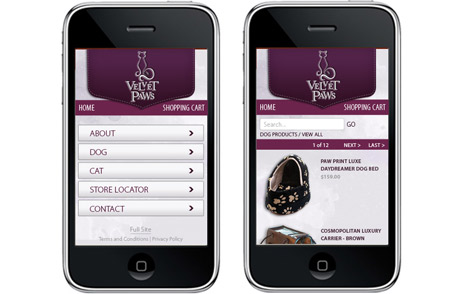 VELVET
PAWS
HOME SHOPPING CART
ABOUT
DOG
CAT
STORE LOCATOR
CONTACT
Full Site
Terms and Conditions | Privacy Policy
VELVET
PAWS
HOME SHOPPING CART
Search... GO
DOG PRODUCTS / VIEW ALL
1 of 12 NEXT > LAST >
PAW PRINT LUXE
DAYDREAMER DOG BED
$159.00
COSMOPOLITAN LUXURY
CARRIER - BROWN